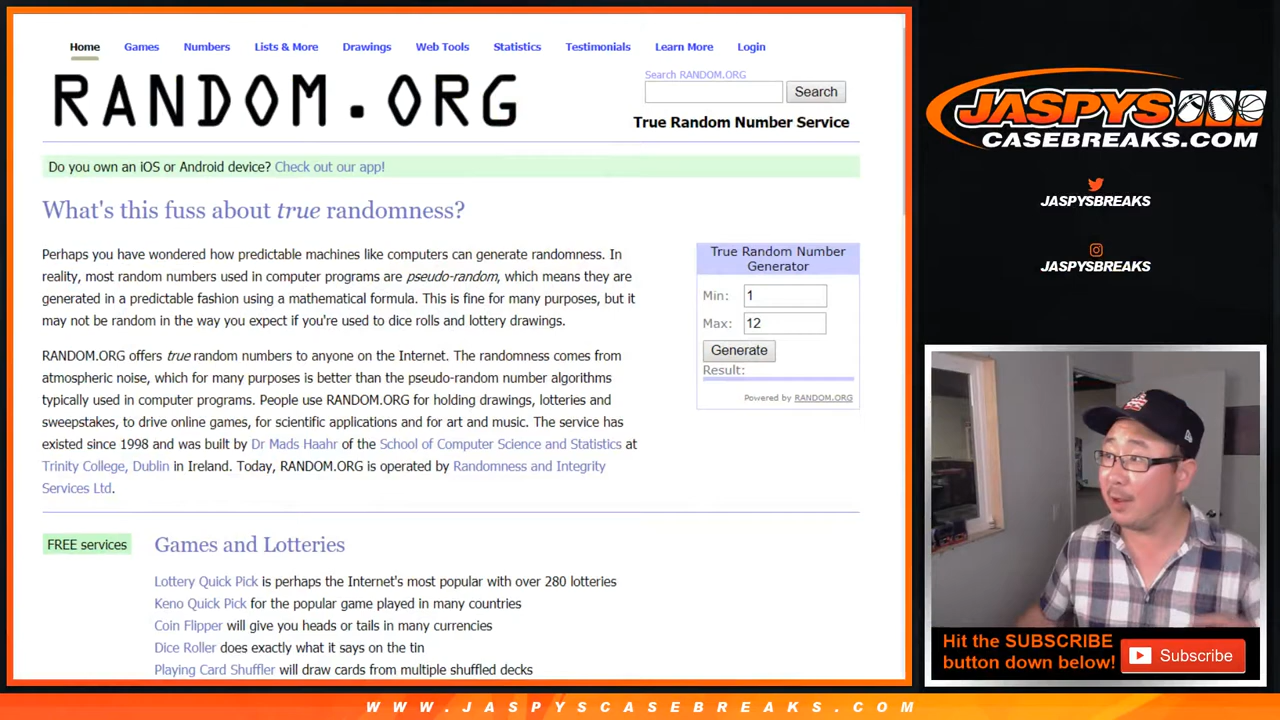 Home Games Numbers Lists & More Drawings Web Tools Statistics Testimonials Learn More Login
RANDOM.ORG
Search RANDOM.ORG
Search
True Random Number Service
Do you own an iOS or Android device? Check out our app!
What's this fuss about true randomness?
Perhaps you have wondered how predictable machines like computers can generate randomness. In
reality, most random numbers used in computer programs are pseudo-random, which means they are
generated in a predictable fashion using a mathematical formula. This is fine for many purposes, but it
may not be random in the way you expect if you're used to dice rolls and lottery drawings.
RANDOM.ORG offers true random numbers to anyone on the Internet. The randomness comes from
atmospheric noise, which for many purposes is better than the pseudo-random number algorithms
typically used in computer programs. People use RANDOM.ORG for holding drawings, lotteries and
sweepstakes, to drive online games, for scientific applications and for art and music. The service has
existed since 1998 and was built by Dr Mads Haahr of the School of Computer Science and Statistics at
Trinity College, Dublin in Ireland. Today, RANDOM.ORG is operated by Randomness and Integrity
Services Ltd.
True Random Number
Generator
Min: 1
Max: 12
Generate
Result:
Powered by RANDOM.ORG
FREE services
Games and Lotteries
Lottery Quick Pick is perhaps the Internet's most popular with over 280 lotteries
Keno Quick Pick for the popular game played in many countries
Coin Flipper will give you heads or tails in many currencies
Dice Roller does exactly what it says on the tin
Playing Card Shuffler will draw cards from multiple shuffled decks
JASPYS
CASEBREAKS.COM
JASPYSBREAKS
JASPYSBREAKS
Hit the SUBSCRIBE
button down below!
Subscribe
WWW.JASPYSCASEBREAKS.COM